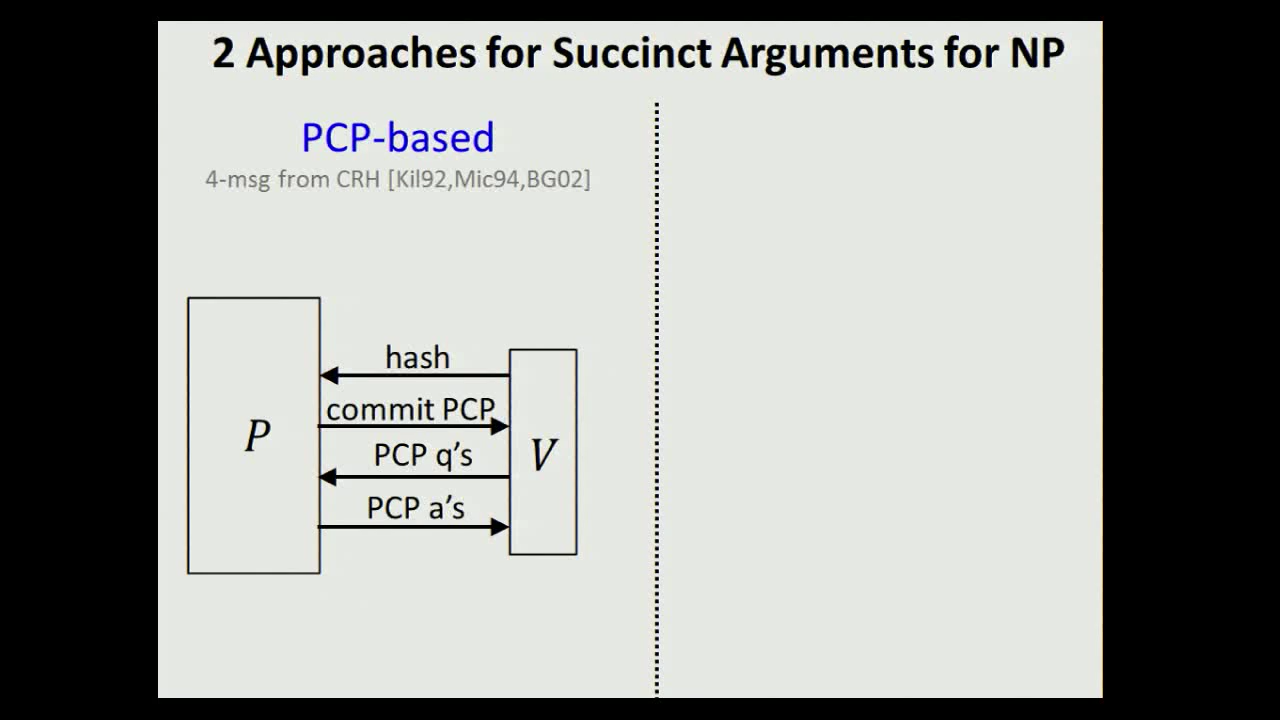 2 Approaches for Succinct Arguments for NP
PCP-based
4-msg from CRH [Kil92,Mic94,BG02]
hash
commit PCP
PCP q's
PCP a's
P
V